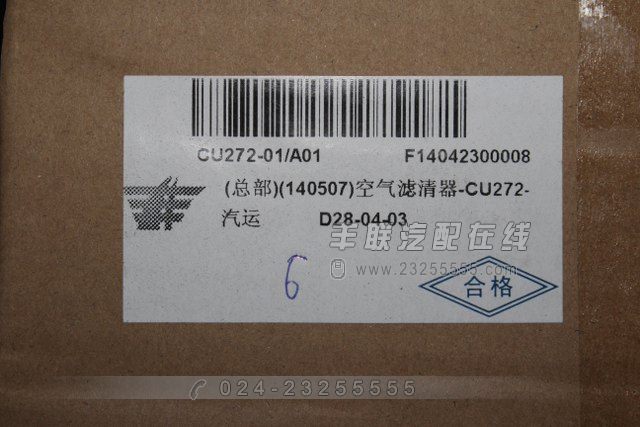 CU272-01/A01 F14042300008
(总部)(140507)空气滤清器-CU272-
汽运 D28-04-03
丰联汽配在线
www.23255555.com
6
合格
024-23255555